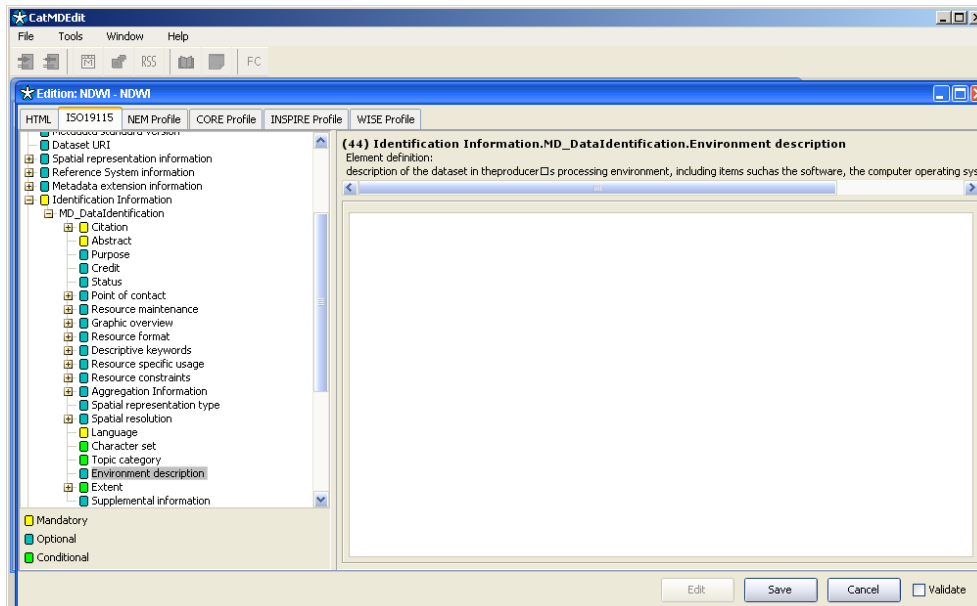 CatMDEdit
File Tools Window Help
RSS FC
Edition: NDWI - NDWI
HTML ISO19115 NEM Profile CORE Profile INSPIRE Profile WISE Profile
Metadata standard version
Dataset URI
Spatial representation information
Reference System information
Metadata extension information
Identification Information
MD_DataIdentification
Citation
Abstract
Purpose
Credit
Status
Point of contact
Resource maintenance
Graphic overview
Resource format
Descriptive keywords
Resource specific usage
Resource constraints
Aggregation Information
Spatial representation type
Spatial resolution
Language
Character set
Topic category
Environment description
Extent
Supplemental information
Mandatory
Optional
Conditional
(44) Identification Information.MD_DataIdentification.Environment description
Element definition:
description of the dataset in theproducer□s processing environment, including items suchas the software, the computer operating sys
Edit Save Cancel Validate